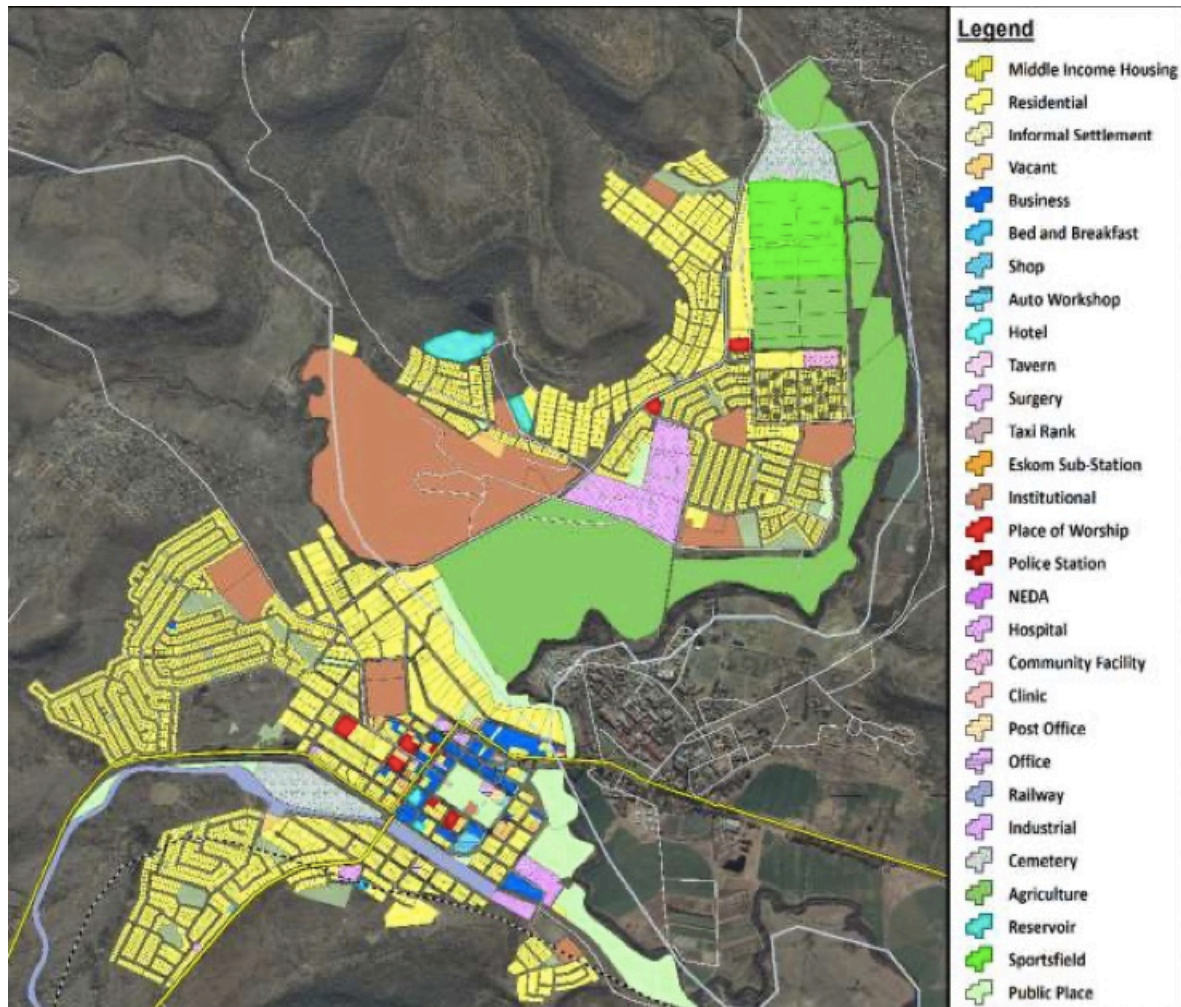 Legend
Middle Income Housing
Residential
Informal Settlement
Vacant
Business
Bed and Breakfast
Shop
Auto Workshop
Hotel
Tavern
Surgery
Taxi Rank
Eskom Sub-Station
Institutional
Place of Worship
Police Station
NEDA
Hospital
Community Facility
Clinic
Post Office
Office
Railway
Industrial
Cemetery
Agriculture
Reservoir
Sportsfield
Public Place